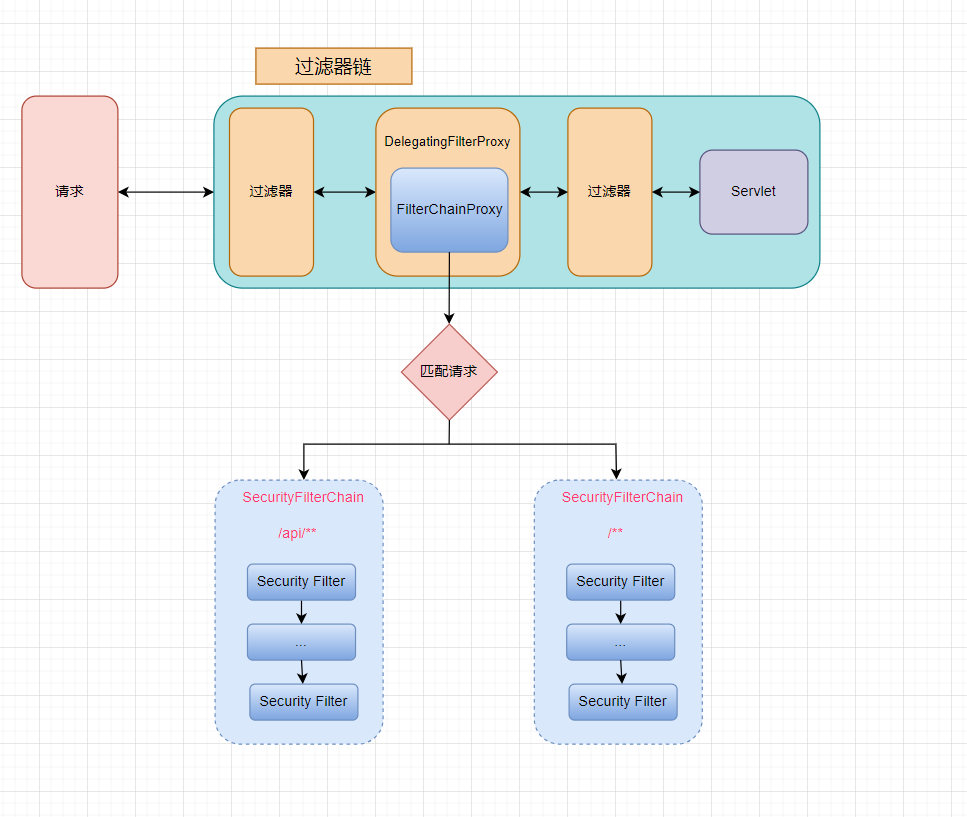 过滤器链
请求
过滤器
DelegatingFilterProxy
FilterChainProxy
过滤器
Servlet
匹配请求
SecurityFilterChain
/api/**
Security Filter
...
Security Filter
SecurityFilterChain
/**
Security Filter
...
Security Filter